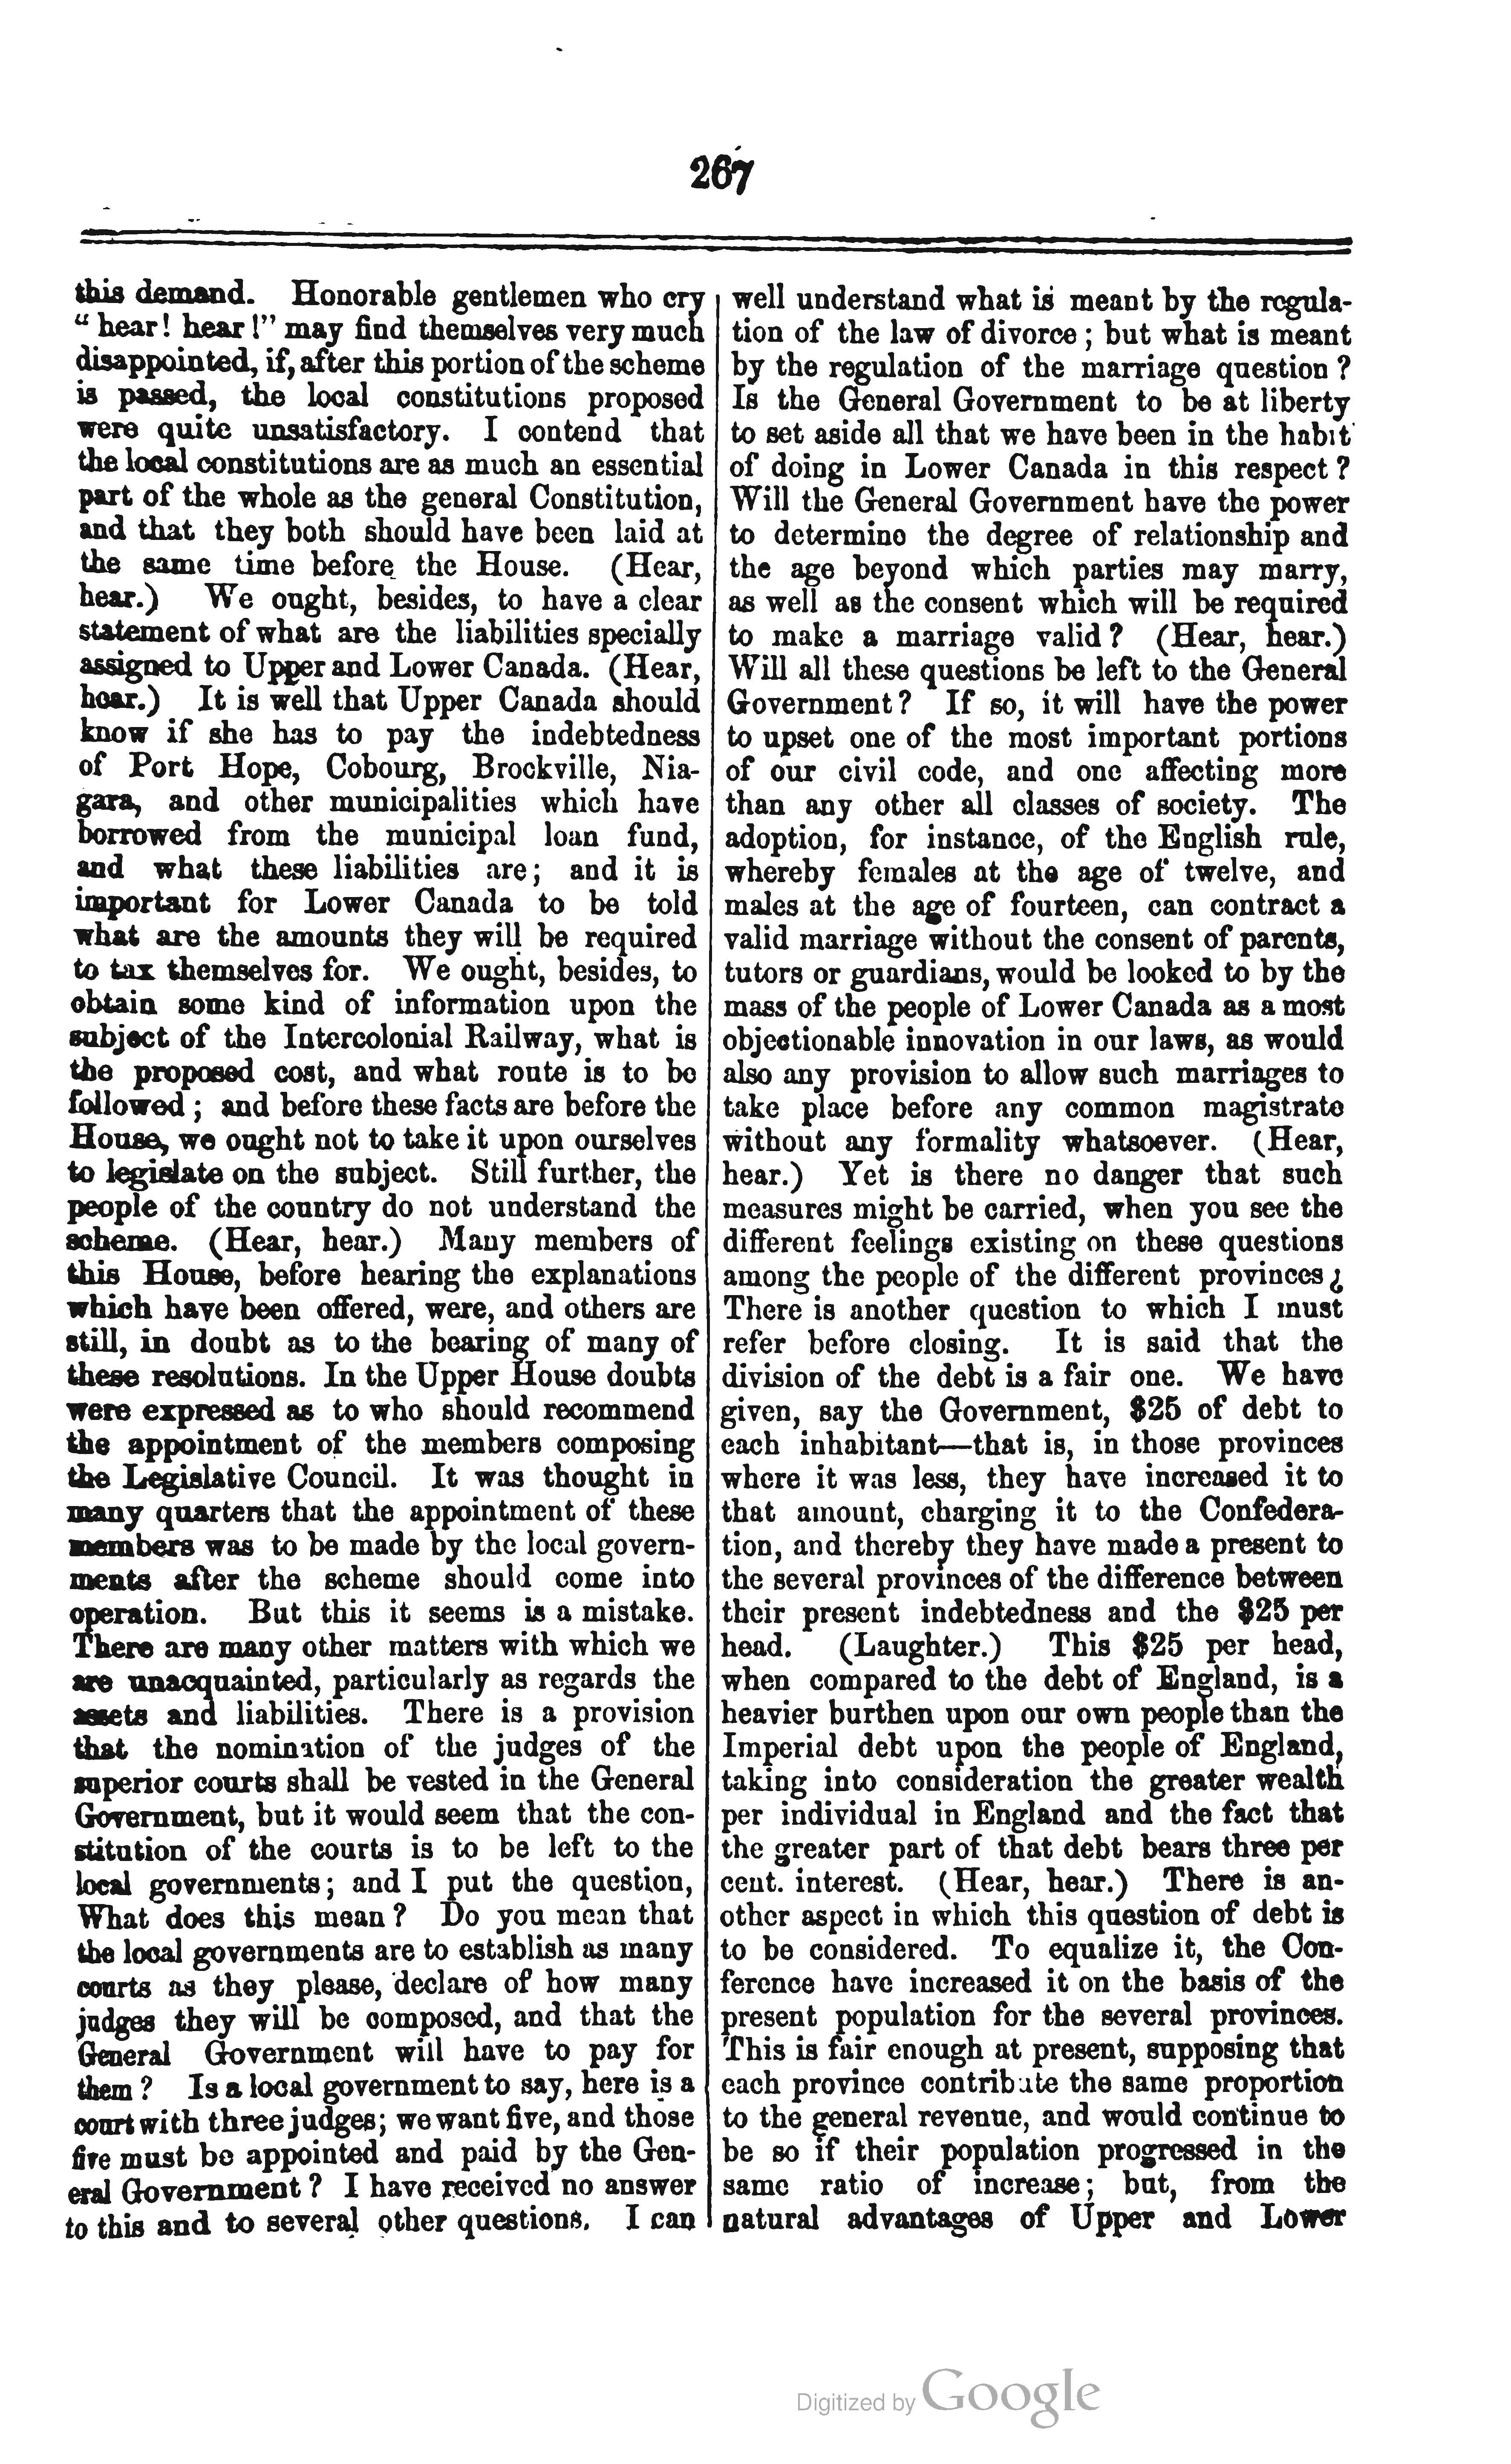 267
this demand. Honorable gentlemen who cry
“ hear! hear!” may find themselves very much
disappointed, if, after this portion of the scheme
is passed, the local constitutions proposed
were quite unsatisfactory. I contend that
the local constitutions are as much an essential
part of the whole as the general Constitution,
and that they both should have been laid at
the same time before the House. (Hear,
hear.) We ought, besides, to have a clear
statement of what are the liabilities specially
assigned to Upper and Lower Canada. (Hear,
hear.) It is well that Upper Canada should
know if she has to pay the indebtedness
of Port Hope, Cobourg, Brockville, Nia-
gara, and other municipalities which have
borrowed from the municipal loan fund,
and what these liabilities are; and it is
important for Lower Canada to be told
what are the amounts they will be required
to tax themselves for. We ought, besides, to
obtain some kind of information upon the
subject of the Intercolonial Railway, what is
the proposed cost, and what route is to be
followed; and before these facts are before the
House, we ought not to take it upon ourselves
to legislate on the subject. Still further, the
people of the country do not understand the
scheme. (Hear, hear.) Many members of
this House, before hearing the explanations
which have been offered, were, and others are
still, in doubt as to the bearing of many of
these resolutions. In the Upper House doubts
were expressed as to who should recommend
the appointment of the members composing
the Legislative Council. It was thought in
many quarters that the appointment of these
members was to be made by the local govern-
ments after the scheme should come into
operation. But this it seems is a mistake.
There are many other matters with which we
are unacquainted, particularly as regards the
assets and liabilities. There is a provision
that the nomination of the judges of the
superior courts shall be vested in the General
Government, but it would seem that the con-
stitution of the courts is to be left to the
local governments; and I put the question,
What does this mean? Do you mean that
the local governments are to establish as many
courts as they please, declare of how many
judges they will be composed, and that the
General Government will have to pay for
them? Is a local government to say, here is a
court with three judges; we want five, and those
five must be appointed and paid by the Gen-
eral Government? I have received no answer
to this and to several other questions. I can
well understand what is meant by the regula-
tion of the law of divorce; but what is meant
by the regulation of the marriage question?
Is the General Government to be at liberty
to set aside all that we have been in the habit
of doing in Lower Canada in this respect?
Will the General Government have the power
to determine the degree of relationship and
the age beyond which parties may marry,
as well as the consent which will be required
to make a marriage valid? (Hear, hear.)
Will all these questions be left to the General
Government? If so, it will have the power
to upset one of the most important portions
of our civil code, and one affecting more
than any other all classes of society. The
adoption, for instance, of the English rule,
whereby females at the age of twelve, and
males at the age of fourteen, can contract a
valid marriage without the consent of parents,
tutors or guardians, would be looked to by the
mass of the people of Lower Canada as a most
objectionable innovation in our laws, as would
also any provision to allow such marriages to
take place before any common magistrate
without any formality whatsoever. (Hear,
hear.) Yet is there no danger that such
measures might be carried, when you see the
different feelings existing on these questions
among the people of the different provinces¿
There is another question to which I must
refer before closing. It is said that the
division of the debt is a fair one. We have
given, say the Government, $25 of debt to
each inhabitant—that is, in those provinces
where it was less, they have increased it to
that amount, charging it to the Confedera-
tion, and thereby they have made a present to
the several provinces of the difference between
their present indebtedness and the $25 per
head. (Laughter.) This $25 per head,
when compared to the debt of England, is a
heavier burthen upon our own people than the
Imperial debt upon the people of England,
taking into consideration the greater wealth
per individual in England and the fact that
the greater part of that debt bears three per
cent. interest. (Hear, hear.) There is an-
other aspect in which this question of debt is
to be considered. To equalize it, the Con-
ference have increased it on the basis of the
present population for the several provinces.
This is fair enough at present, supposing that
each province contribute the same proportion
to the general revenue, and would continue to
be so if their population progressed in the
same ratio of increase; but, from the
natural advantages of Upper and Lower
Digitized by Google